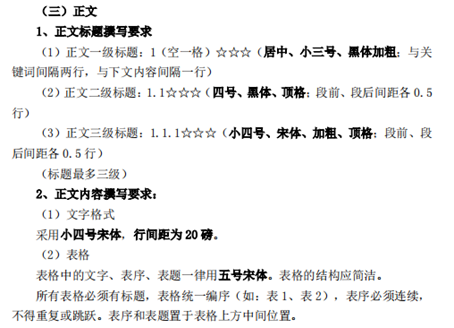 （三）正文
1、正文标题撰写要求
（1）正文一级标题：1（空一格）☆☆☆（居中、小三号、黑体加粗；与关
键词间隔两行，与下文内容间隔一行）
（2）正文二级标题：1.1☆☆☆（四号、黑体、顶格；段前、段后间距各0.5
行）
（3）正文三级标题：1.1.1☆☆☆（小四号、宋体、加粗、顶格；段前、段
后间距各0.5行）
（标题最多三级）
2、正文内容撰写要求：
（1）文字格式
采用小四号宋体，行间距为20磅。
（2）表格
表格中的文字、表序、表题一律用五号宋体。表格的结构应简洁。
所有表格必须有标题，表格统一编序（如：表1、表2），表序必须连续，
不得重复或跳跃。表序和表题置于表格上方中间位置。